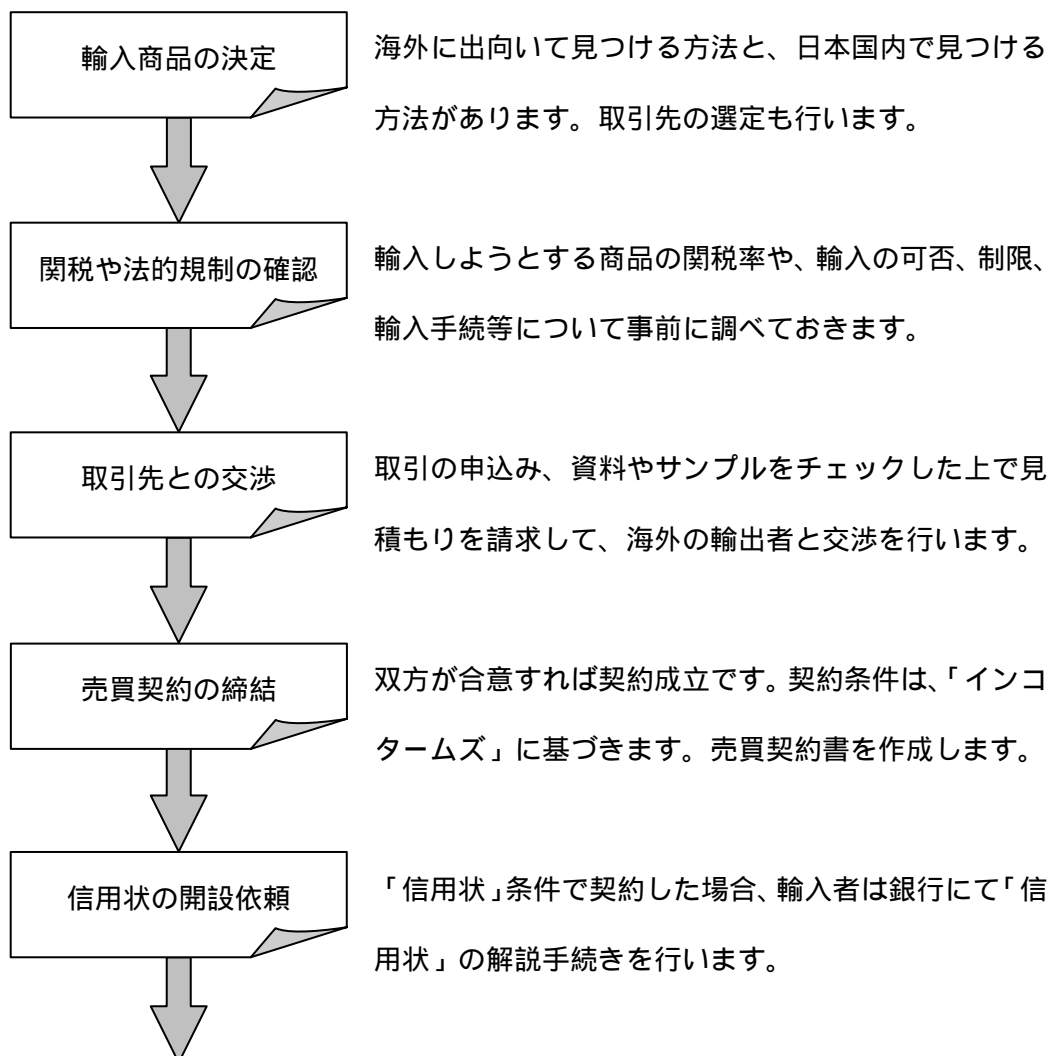 輸入商品の決定
海外に出向いて見つける方法と、日本国内で見つける
方法があります。取引先の選定も行います。
関税や法的規制の確認
輸入しようとする商品の関税率や、輸入の可否、制限、
輸入手続等について事前に調べておきます。
取引先との交渉
取引の申込み、資料やサンプルをチェックした上で見
積もりを請求して、海外の輸出者と交渉を行います。
売買契約の締結
双方が合意すれば契約成立です。契約条件は、「インコ
タームズ」に基づきます。売買契約書を作成します。
信用状の開設依頼
「信用状」条件で契約した場合、輸入者は銀行にて「信
用状」の解説手続きを行います。